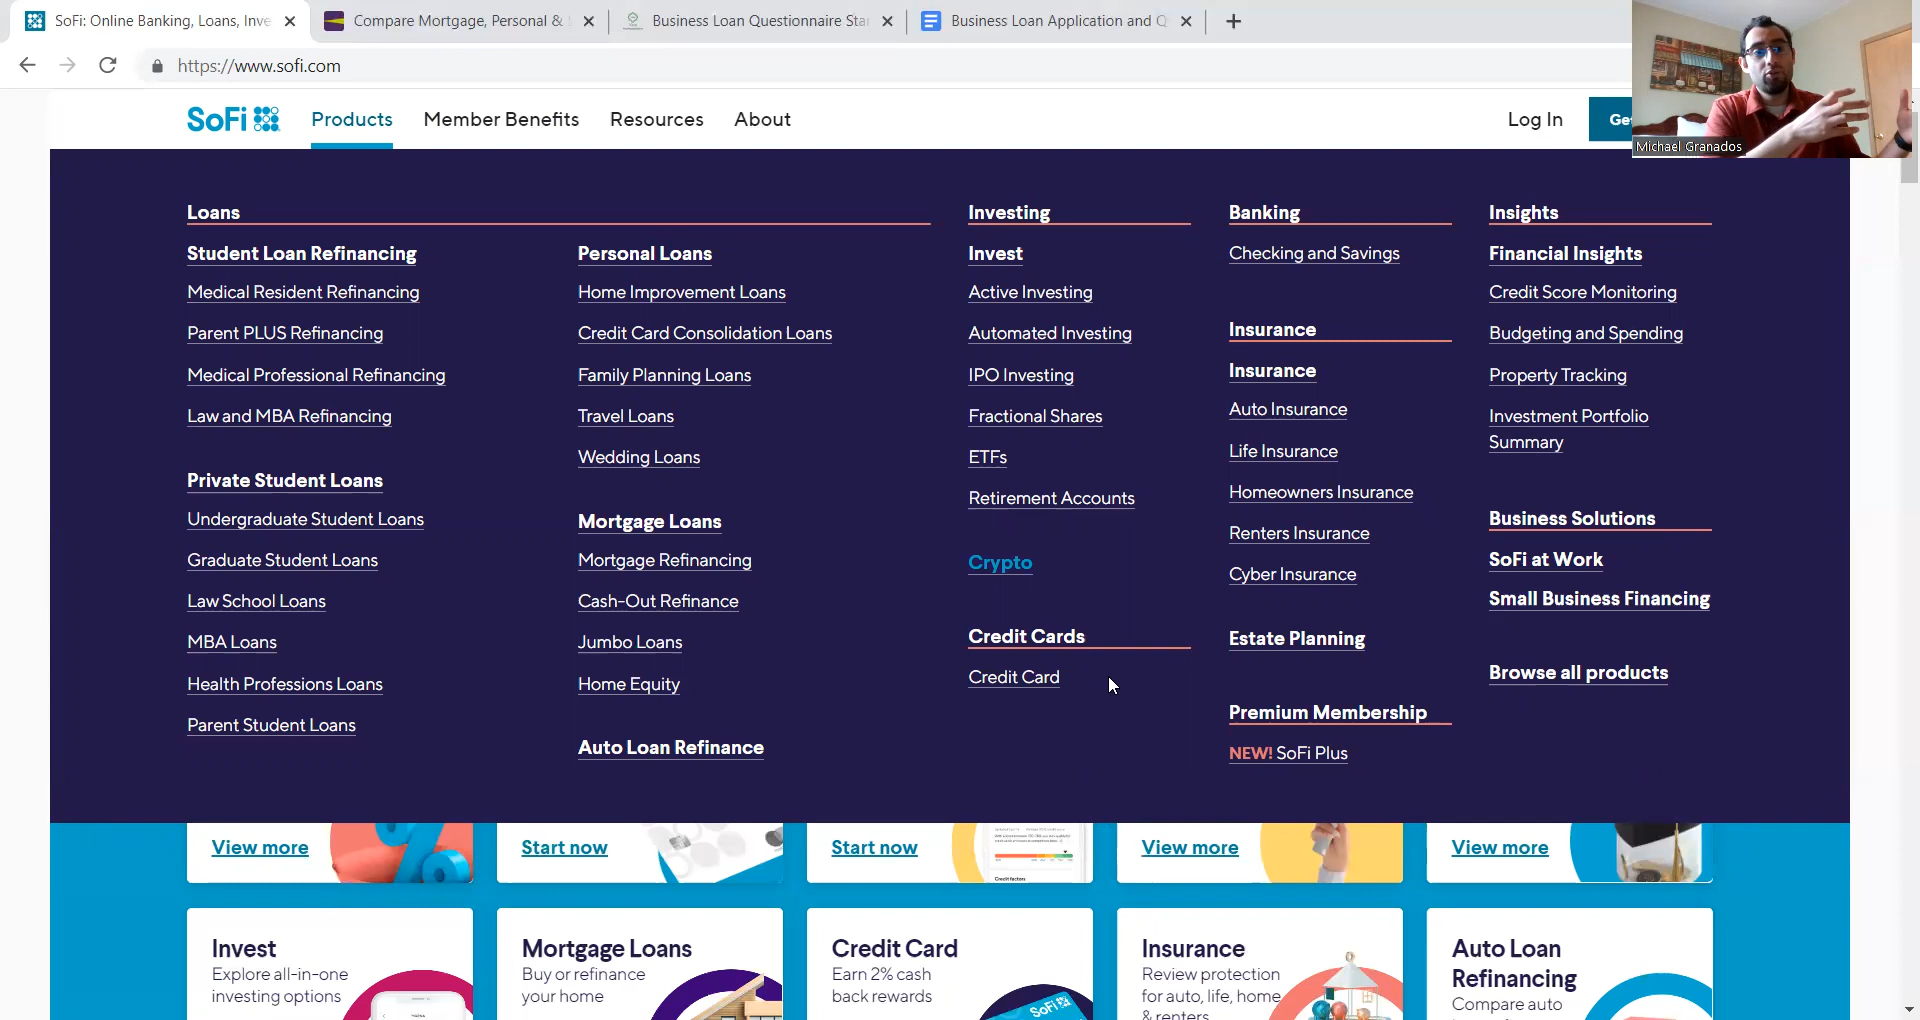 SoFi: Online Banking, Loans, Inve
Compare Mortgage, Personal &
Business Loan Questionnaire Sta
Business Loan Application and Q
https://www.sofi.com
SoFi
Products
Member Benefits
Resources
About
Log In
Ge
Michael Granados
Loans
Student Loan Refinancing
Medical Resident Refinancing
Parent PLUS Refinancing
Medical Professional Refinancing
Law and MBA Refinancing
Private Student Loans
Undergraduate Student Loans
Graduate Student Loans
Law School Loans
MBA Loans
Health Professions Loans
Parent Student Loans
Personal Loans
Home Improvement Loans
Credit Card Consolidation Loans
Family Planning Loans
Travel Loans
Wedding Loans
Mortgage Loans
Mortgage Refinancing
Cash-Out Refinance
Jumbo Loans
Home Equity
Auto Loan Refinance
Investing
Invest
Active Investing
Automated Investing
IPO Investing
Fractional Shares
ETFs
Retirement Accounts
Crypto
Credit Cards
Credit Card
Banking
Checking and Savings
Insurance
Insurance
Auto Insurance
Life Insurance
Homeowners Insurance
Renters Insurance
Cyber Insurance
Estate Planning
Premium Membership
NEW! SoFi Plus
Insights
Financial Insights
Credit Score Monitoring
Budgeting and Spending
Property Tracking
Investment Portfolio
Summary
Business Solutions
SoFi at Work
Small Business Financing
Browse all products
View more
Start now
Start now
Credit factors
View more
View more
Invest
Explore all-in-one
investing options
Mortgage Loans
Buy or refinance
your home
Credit Card
Earn 2% cash
back rewards
SoFi
Insurance
Review protection
for auto, life, home
& renters
Auto Loan
Refinancing
Compare auto